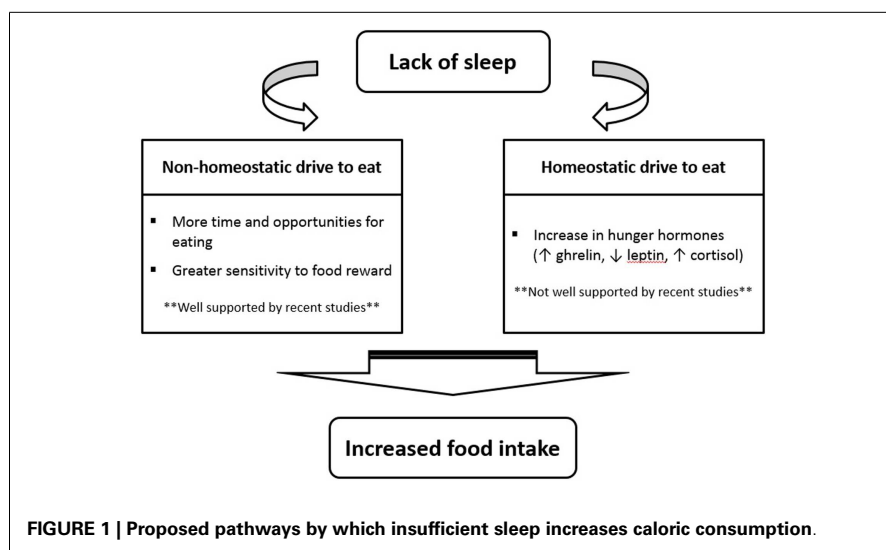 Lack of sleep
Non-homeostatic drive to eat
▪ More time and opportunities for
eating
▪ Greater sensitivity to food reward
**Well supported by recent studies**
Homeostatic drive to eat
▪ Increase in hunger hormones
(↑ ghrelin, ↓ leptin, ↑ cortisol)
**Not well supported by recent studies**
Increased food intake
FIGURE 1 | Proposed pathways by which insufficient sleep increases caloric consumption.